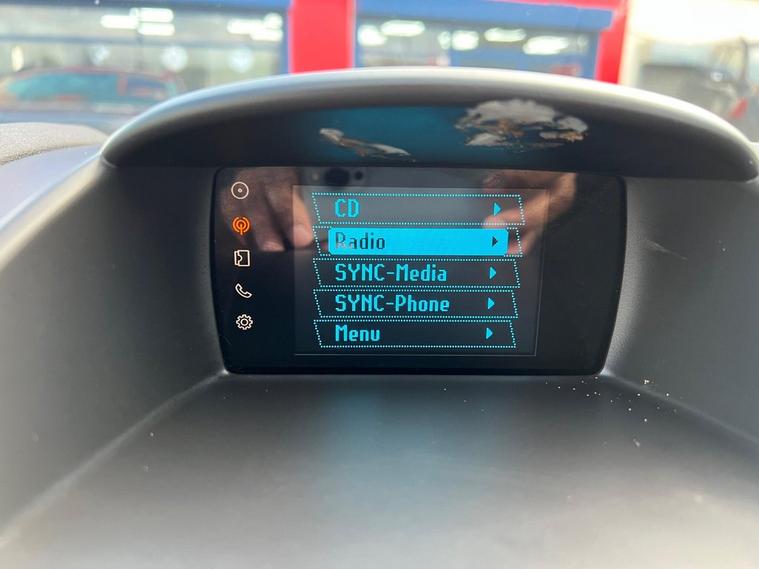 CD
Radio
SYNC-Media
SYNC-Phone
Menu